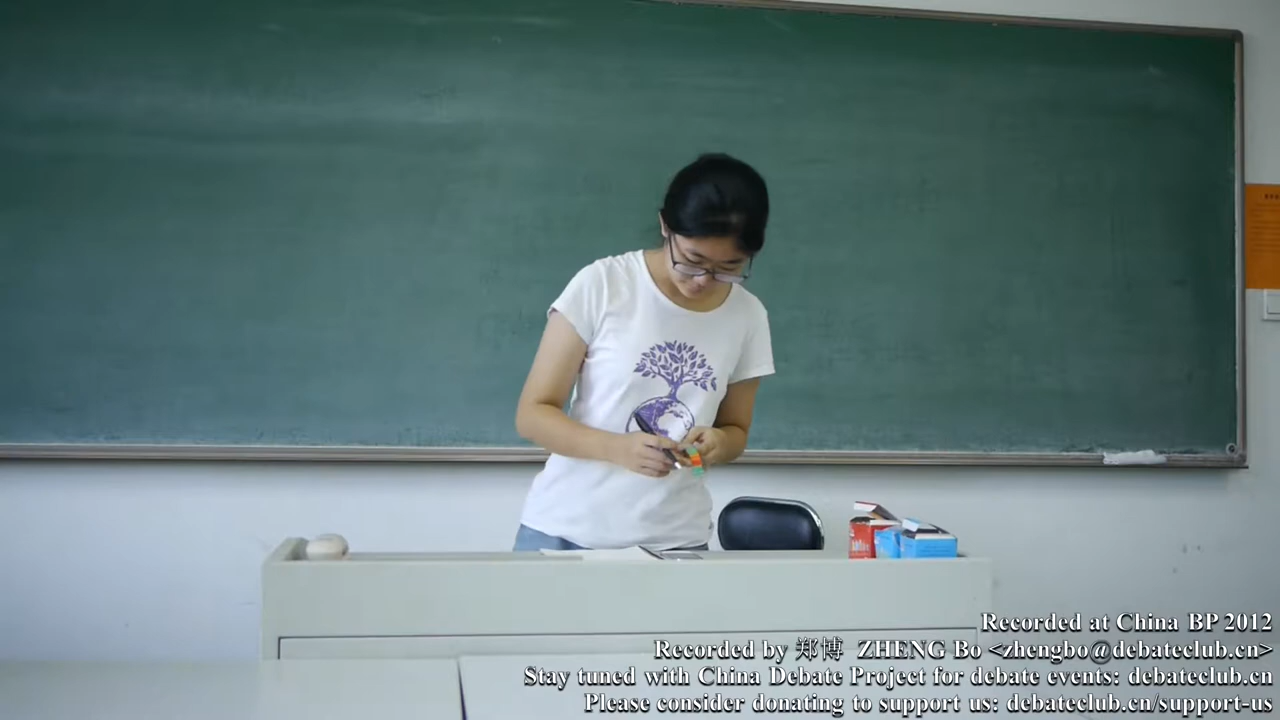 Recorded at China BP 2012
Recorded by 郑博 ZHENG Bo <zhengbo@debateclub.cn>
Stay tuned with China Debate Project for debate events: debateclub.cn
Please consider donating to support us: debateclub.cn/support-us